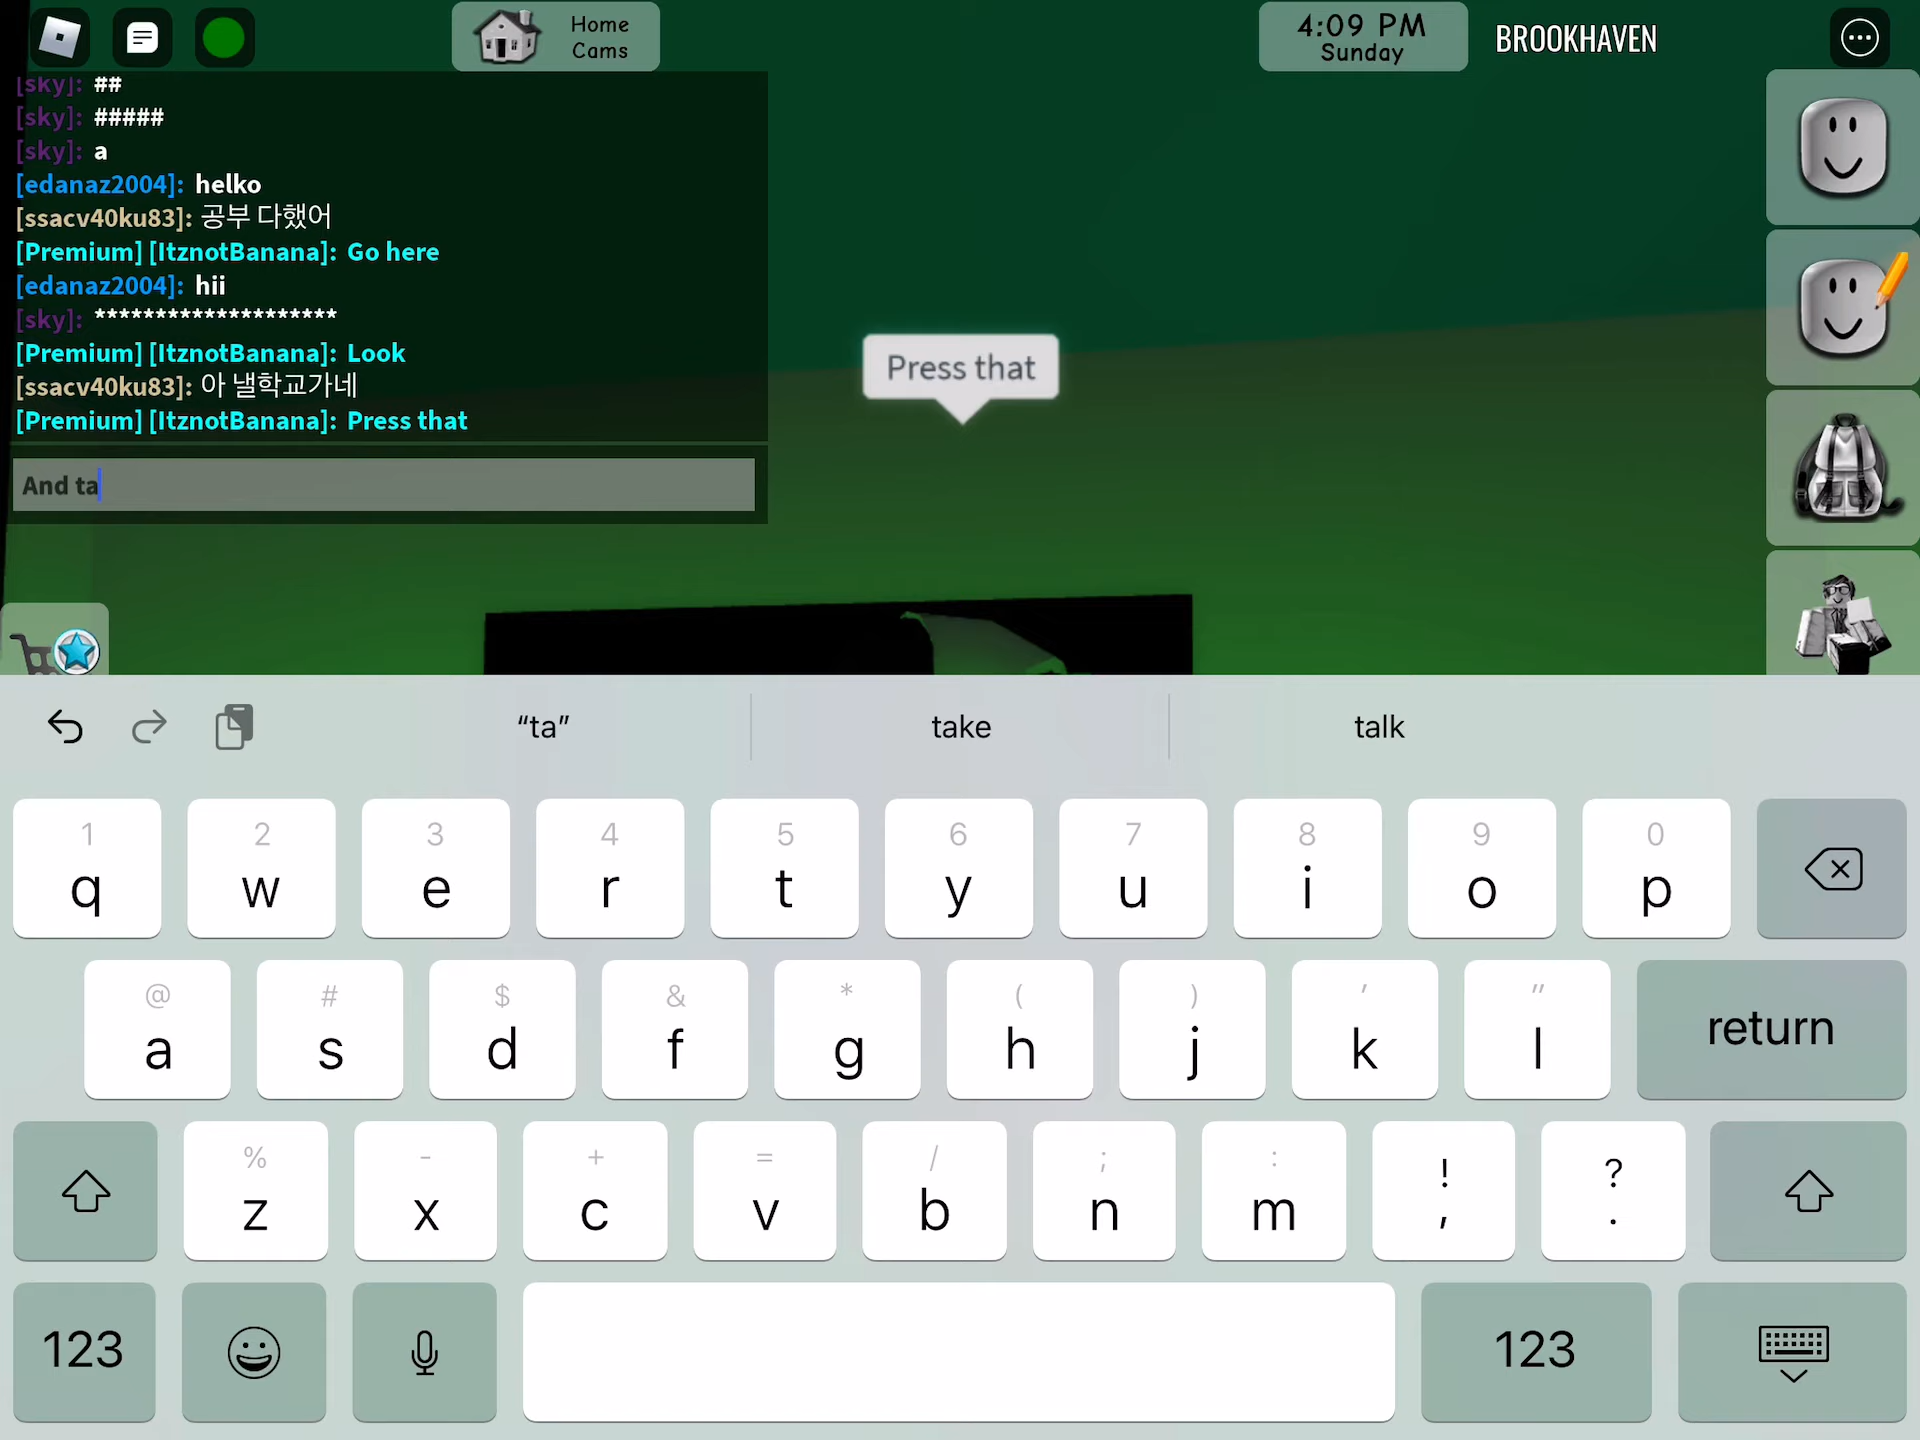 Home
Cams
4:09 PM
Sunday
BROOKHAVEN
[sky]: ##
[sky]: #####
[sky]: a
[edanaz2004]: helko
[ssacv40ku83]: 공부 다했어
[Premium] [ItznotBanana]: Go here
[edanaz2004]: hii
[sky]: ********************
[Premium] [ItznotBanana]: Look
[ssacv40ku83]: 아 낼학교가네
[Premium] [ItznotBanana]: Press that
Press that
And ta
“ta” take talk
1 2 3 4 5 6 7 8 9 0
q w e r t y u i o p
@ # $ & * ( ) ' "
a s d f g h j k l return
% - + = / ; : ! ?
z x c v b n m , .
123 123